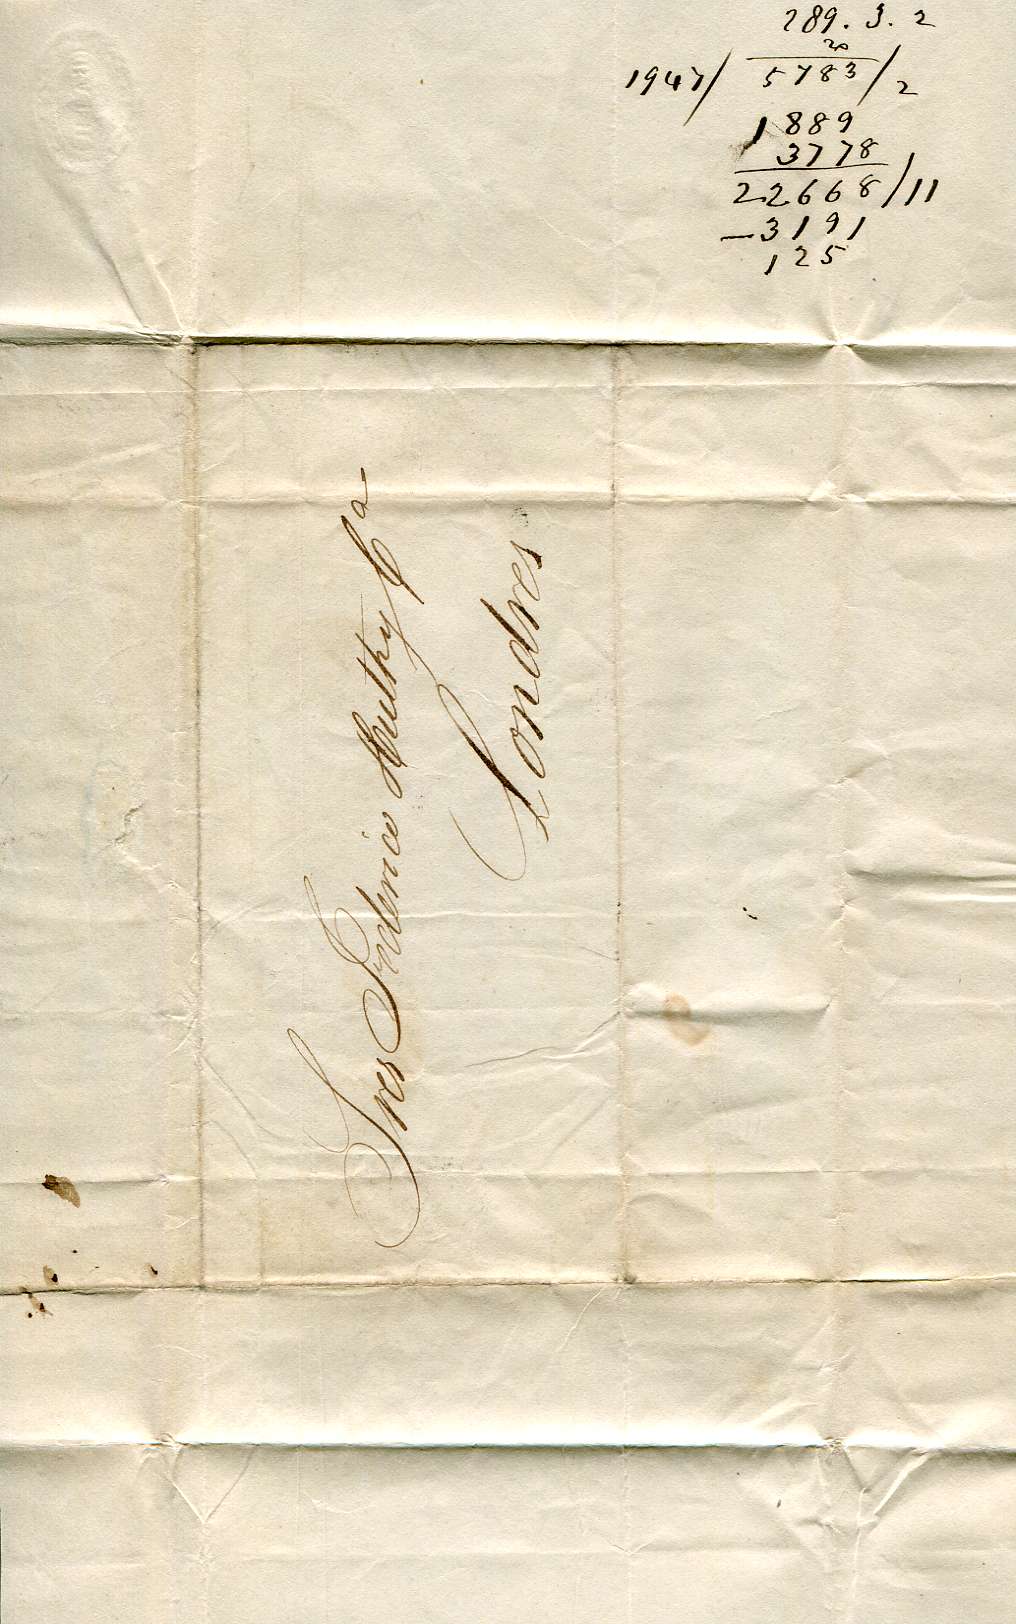 289. 3. 2
20
1947/ 5783/2
1889
3778
22668/11
-3191
125
Sres Federico Huth y Ca
Londres